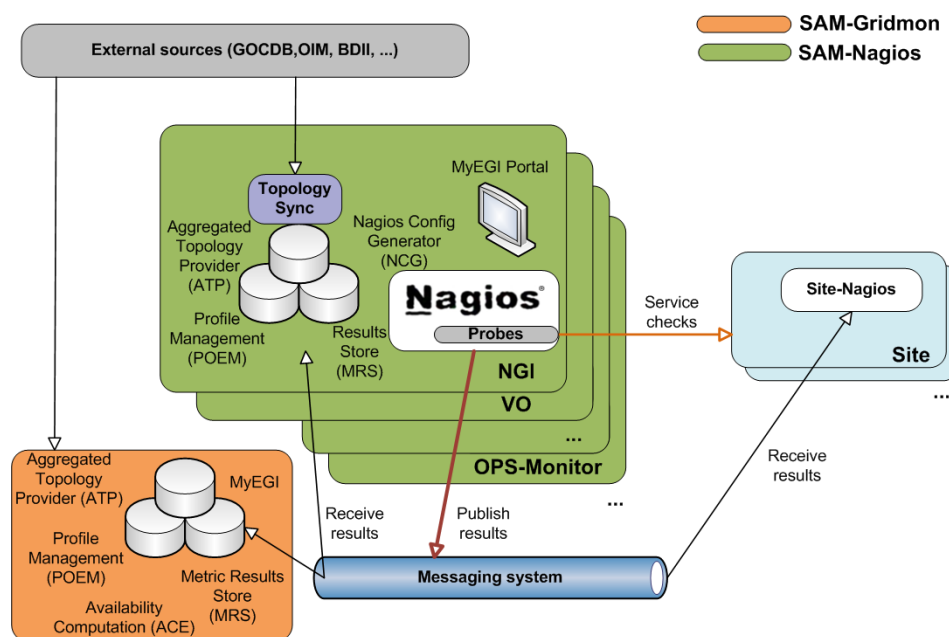 SAM-Gridmon
SAM-Nagios
External sources (GOCDB,OIM, BDII, ...)
MyEGI Portal
Topology
Sync
Aggregated
Topology
Provider
(ATP)
Nagios Config
Generator
(NCG)
Nagios®
Probes
Profile
Management
(POEM)
Results
Store
(MRS)
NGI
VO
...
OPS-Monitor
...
Service
checks
Site-Nagios
Site
...
Receive
results
Aggregated
Topology
Provider (ATP)
MyEGI
Profile
Management
(POEM)
Metric Results
Store
(MRS)
Availability
Computation (ACE)
Receive
results
Publish
results
Messaging system